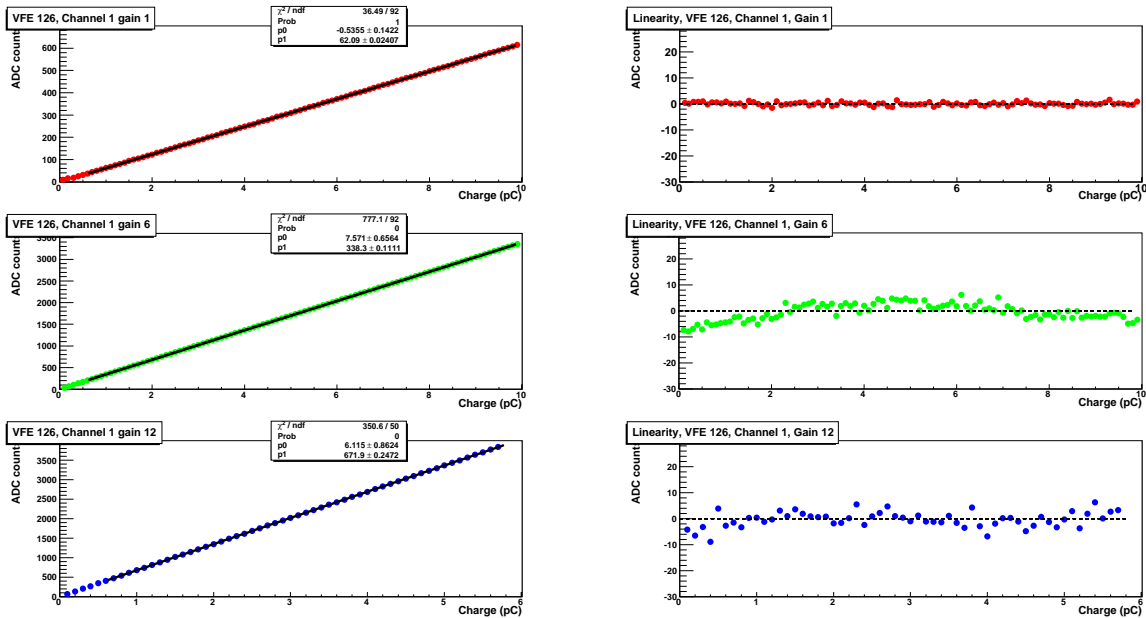 VFE 126, Channel 1 gain 1
χ² / ndf 36.49 / 92
Prob 1
p0 -0.5355 ± 0.1422
p1 62.09 ± 0.02407
ADC count
600
500
400
300
200
100
0
0 2 4 6 8 10
Charge (pC)
Linearity, VFE 126, Channel 1, Gain 1
ADC count
20
10
0
-10
-20
-30
0 1 2 3 4 5 6 7 8 9 10
Charge (pC)
VFE 126, Channel 1 gain 6
χ² / ndf 777.1 / 92
Prob 0
p0 7.571 ± 0.6564
p1 338.3 ± 0.1111
ADC count
3500
3000
2500
2000
1500
1000
500
0
0 2 4 6 8 10
Charge (pC)
Linearity, VFE 126, Channel 1, Gain 6
ADC count
20
10
0
-10
-20
-30
0 1 2 3 4 5 6 7 8 9 10
Charge (pC)
VFE 126, Channel 1 gain 12
χ² / ndf 350.6 / 50
Prob 0
p0 6.115 ± 0.8624
p1 671.9 ± 0.2472
ADC count
3500
3000
2500
2000
1500
1000
500
0
0 1 2 3 4 5 6
Charge (pC)
Linearity, VFE 126, Channel 1, Gain 12
ADC count
20
10
0
-10
-20
-30
0 1 2 3 4 5 6
Charge (pC)